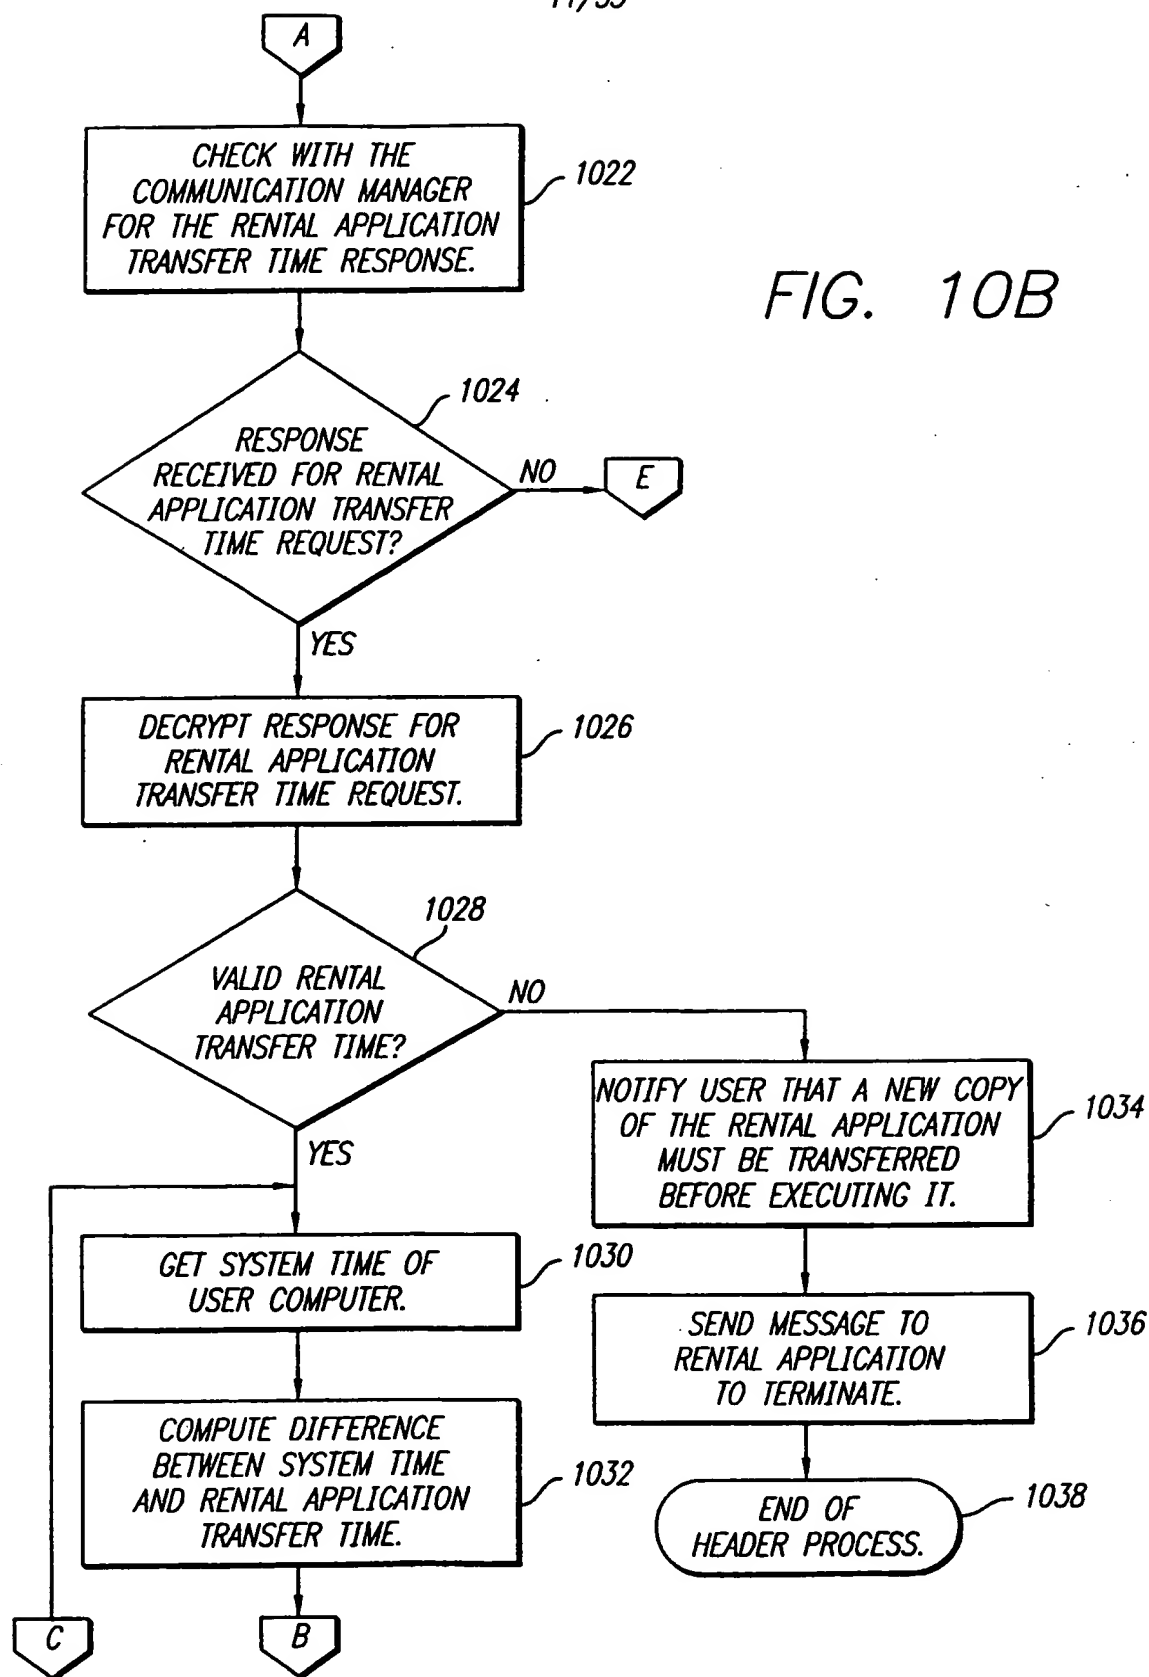 A
CHECK WITH THE
COMMUNICATION MANAGER
FOR THE RENTAL APPLICATION
TRANSFER TIME RESPONSE.
1022
FIG. 10B
1024
RESPONSE
RECEIVED FOR RENTAL
APPLICATION TRANSFER
TIME REQUEST?
NO
E
YES
DECRYPT RESPONSE FOR
RENTAL APPLICATION
TRANSFER TIME REQUEST.
1026
1028
VALID RENTAL
APPLICATION
TRANSFER TIME?
NO
YES
NOTIFY USER THAT A NEW COPY
OF THE RENTAL APPLICATION
MUST BE TRANSFERRED
BEFORE EXECUTING IT.
1034
GET SYSTEM TIME OF
USER COMPUTER.
1030
SEND MESSAGE TO
RENTAL APPLICATION
TO TERMINATE.
1036
COMPUTE DIFFERENCE
BETWEEN SYSTEM TIME
AND RENTAL APPLICATION
TRANSFER TIME.
1032
END OF
HEADER PROCESS.
1038
C
B